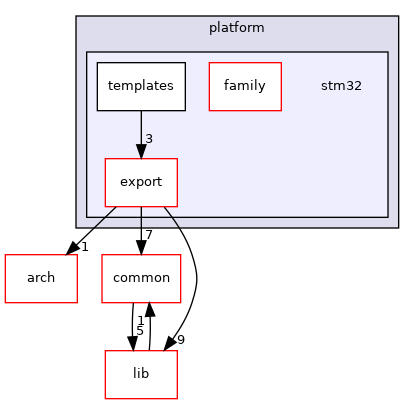 platform
templates
family
stm32
3
export
1
7
arch
common
1
5
9
lib